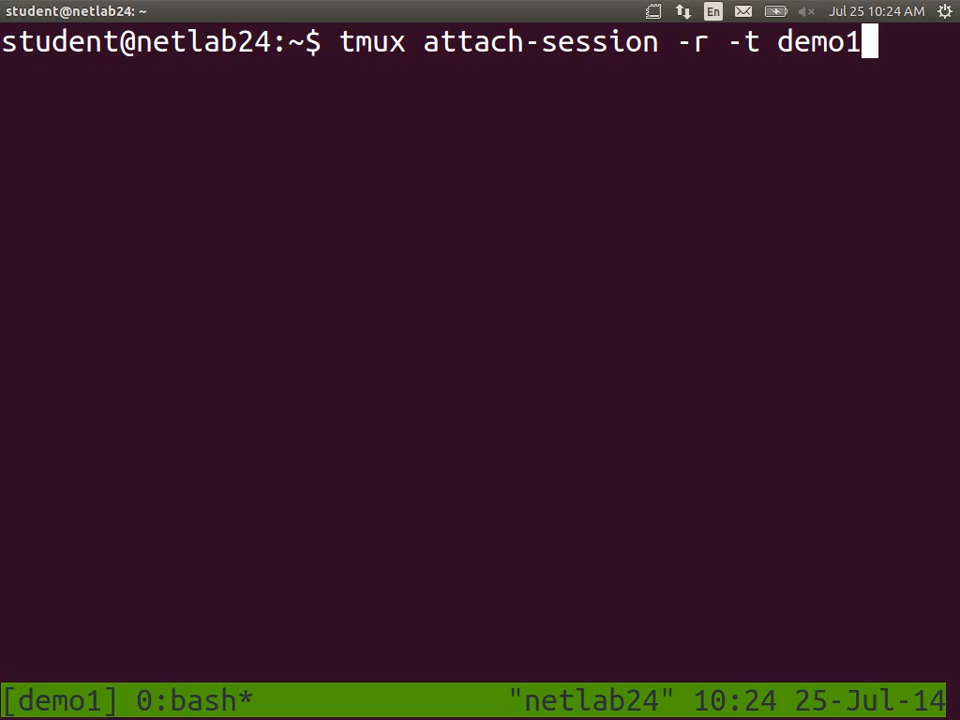 student@netlab24: ~
En
Jul 25 10:24 AM
student@netlab24:~$ tmux attach-session -r -t demo1
[demo1] 0:bash* "netlab24" 10:24 25-Jul-14